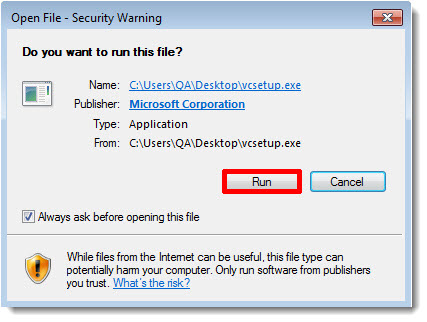 Open File - Security Warning
Do you want to run this file?
Name: C:\Users\QA\Desktop\vcsetup.exe
Publisher: Microsoft Corporation
Type: Application
From: C:\Users\QA\Desktop\vcsetup.exe
Run Cancel
Always ask before opening this file
While files from the Internet can be useful, this file type can
potentially harm your computer. Only run software from publishers
you trust. What's the risk?